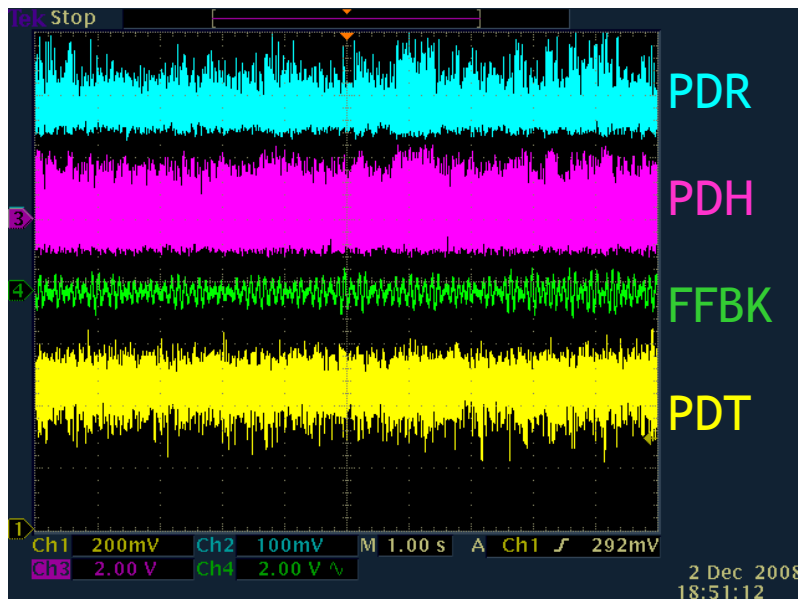 Tek Stop
PDR
3
PDH
4
FFBK
PDT
1
Ch1 200mV Ch2 100mV M 1.00 s A Ch1 ∫ 292mV
Ch3 2.00 V Ch4 2.00 V ∿
2 Dec 2008
18:51:12